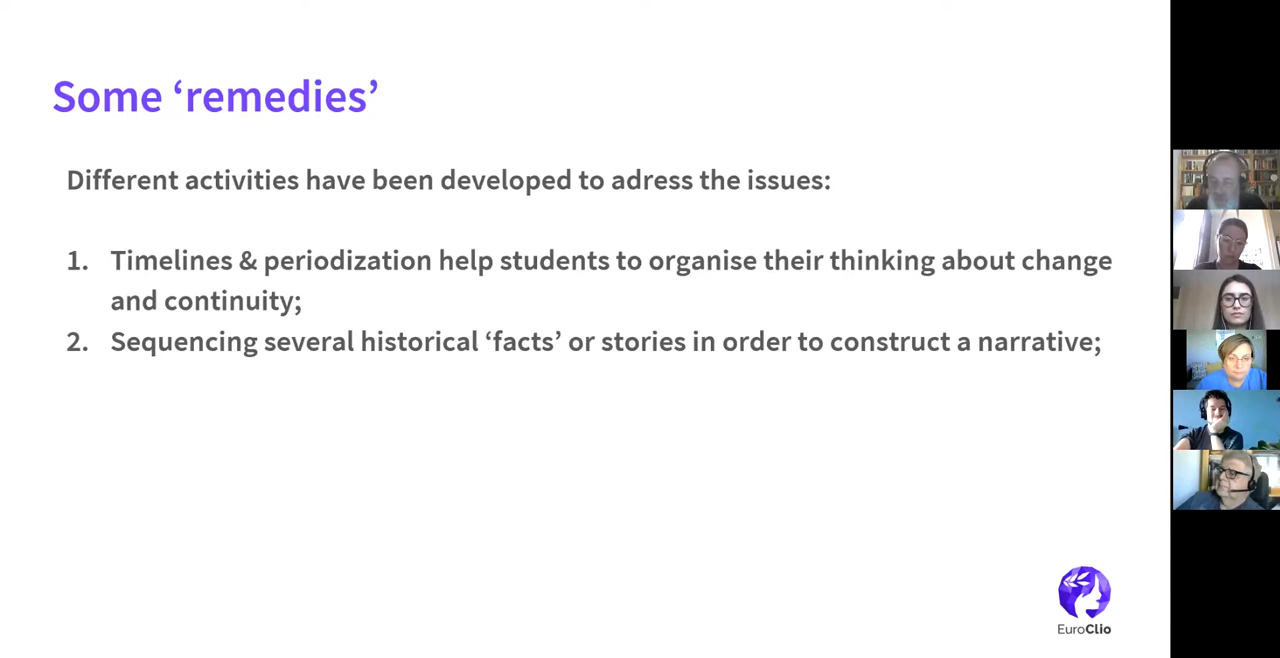 Some ‘remedies’
Different activities have been developed to adress the issues:
1. Timelines & periodization help students to organise their thinking about change
and continuity;
2. Sequencing several historical ‘facts’ or stories in order to construct a narrative;
EuroClio